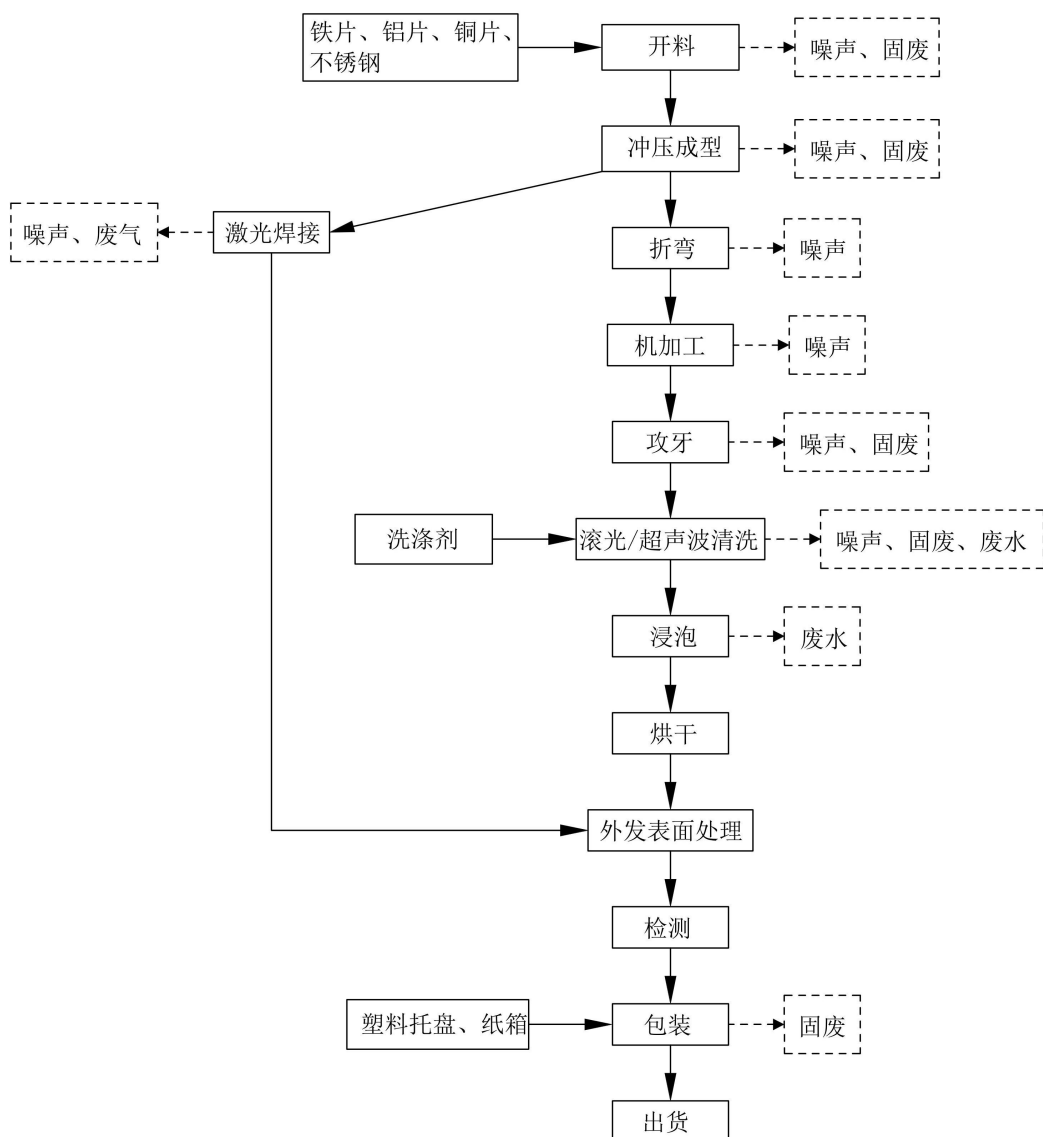 铁片、铝片、铜片、
不锈钢
开料
噪声、固废
冲压成型
噪声、固废
噪声、废气
激光焊接
折弯
噪声
机加工
噪声
攻牙
噪声、固废
洗涤剂
滚光/超声波清洗
噪声、固废、废水
浸泡
废水
烘干
外发表面处理
检测
塑料托盘、纸箱
包装
固废
出货